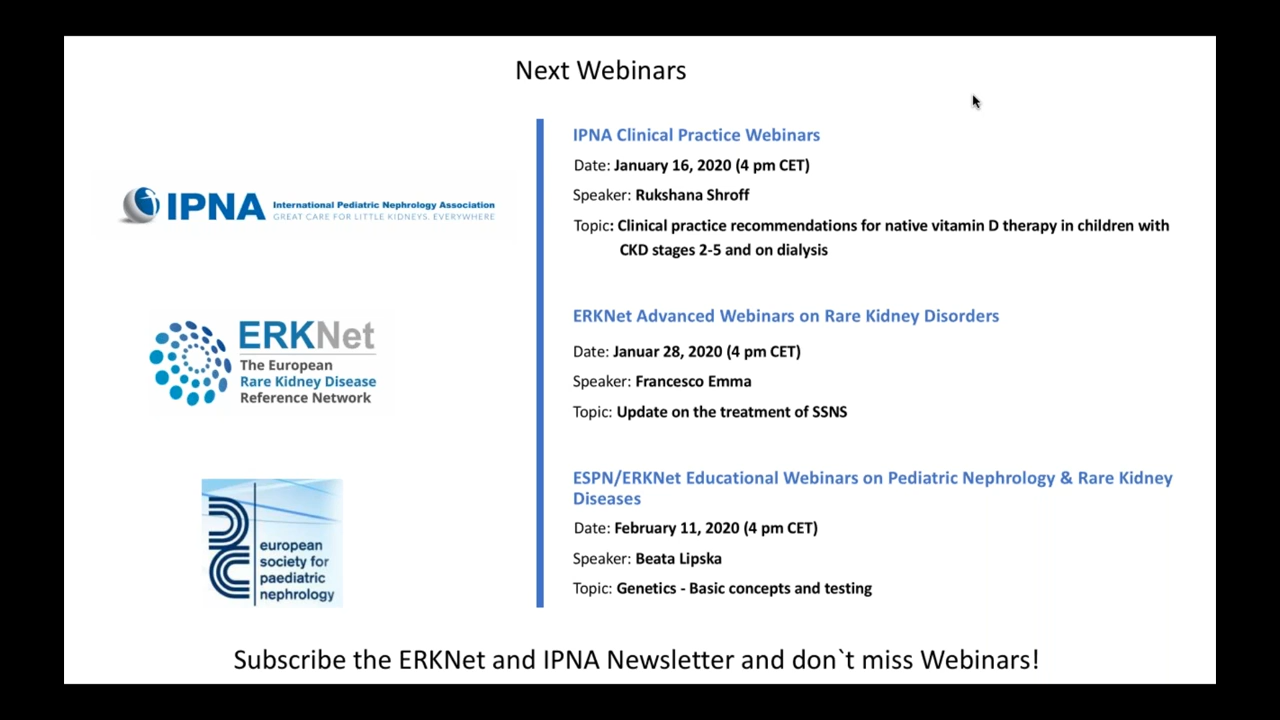 Next Webinars
IPNA Clinical Practice Webinars
Date: January 16, 2020 (4 pm CET)
Speaker: Rukshana Shroff
Topic: Clinical practice recommendations for native vitamin D therapy in children with
CKD stages 2-5 and on dialysis
IPNA International Pediatric Nephrology Association
GREAT CARE FOR LITTLE KIDNEYS. EVERYWHERE
ERKNet Advanced Webinars on Rare Kidney Disorders
Date: Januar 28, 2020 (4 pm CET)
Speaker: Francesco Emma
Topic: Update on the treatment of SSNS
ERKNet
The European
Rare Kidney Disease
Reference Network
ESPN/ERKNet Educational Webinars on Pediatric Nephrology & Rare Kidney
Diseases
Date: February 11, 2020 (4 pm CET)
Speaker: Beata Lipska
Topic: Genetics - Basic concepts and testing
european
society for
paediatric
nephrology
Subscribe the ERKNet and IPNA Newsletter and don`t miss Webinars!